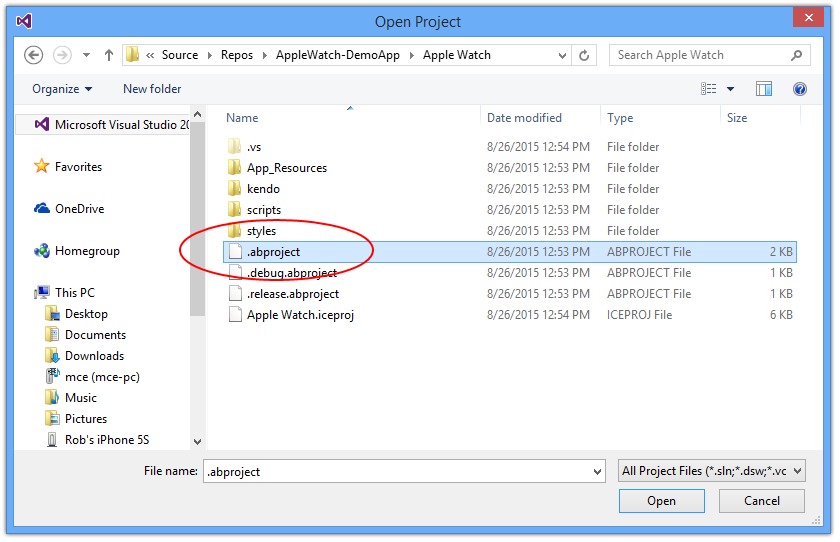 Open Project
« Source Repos AppleWatch-DemoApp Apple Watch Search Apple Watch
Organize New folder
Microsoft Visual Studio 20
Favorites
OneDrive
Homegroup
This PC
Desktop
Documents
Downloads
mce (mce-pc)
Music
Pictures
Rob's iPhone 5S
Name Date modified Type Size
.vs 8/26/2015 12:54 PM File folder
App_Resources 8/26/2015 12:53 PM File folder
kendo 8/26/2015 12:53 PM File folder
scripts 8/26/2015 12:53 PM File folder
styles 8/26/2015 12:53 PM File folder
.abproject 8/26/2015 12:53 PM ABPROJECT File 2 KB
.debug.abproject 8/26/2015 12:53 PM ABPROJECT File 1 KB
.release.abproject 8/26/2015 12:53 PM ABPROJECT File 1 KB
Apple Watch.iceproj 8/26/2015 12:54 PM ICEPROJ File 6 KB
File name: .abproject All Project Files (*.sln;*.dsw;*.vc
Open Cancel